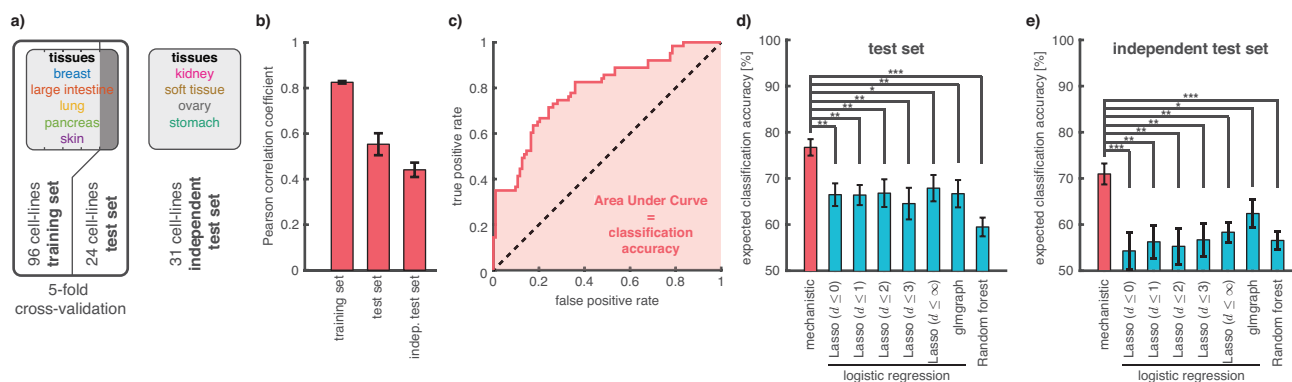 a)
tissues
breast
large intestine
lung
pancreas
skin
96 cell-lines
training set
24 cell-lines
test set
5-fold
cross-validation
tissues
kidney
soft tissue
ovary
stomach
31 cell-lines
independent
test set
b)
Pearson correlation coefficient
1
0.8
0.6
0.4
0.2
0
training set
test set
indep. test set
c)
true positive rate
1
0.8
0.6
0.4
0.2
0
0
0.2
0.4
0.6
0.8
1
false positive rate
Area Under Curve
=
classification
accuracy
d)
test set
expected classification accuracy [%]
100
90
80
70
60
50
***
**
*
**
**
**
**
mechanistic
Lasso (d ≤ 0)
Lasso (d ≤ 1)
Lasso (d ≤ 2)
Lasso (d ≤ 3)
Lasso (d ≤ ∞)
glmgraph
Random forest
logistic regression
e)
independent test set
expected classification accuracy [%]
100
90
80
70
60
50
***
*
**
**
**
**
***
mechanistic
Lasso (d ≤ 0)
Lasso (d ≤ 1)
Lasso (d ≤ 2)
Lasso (d ≤ 3)
Lasso (d ≤ ∞)
glmgraph
Random forest
logistic regression